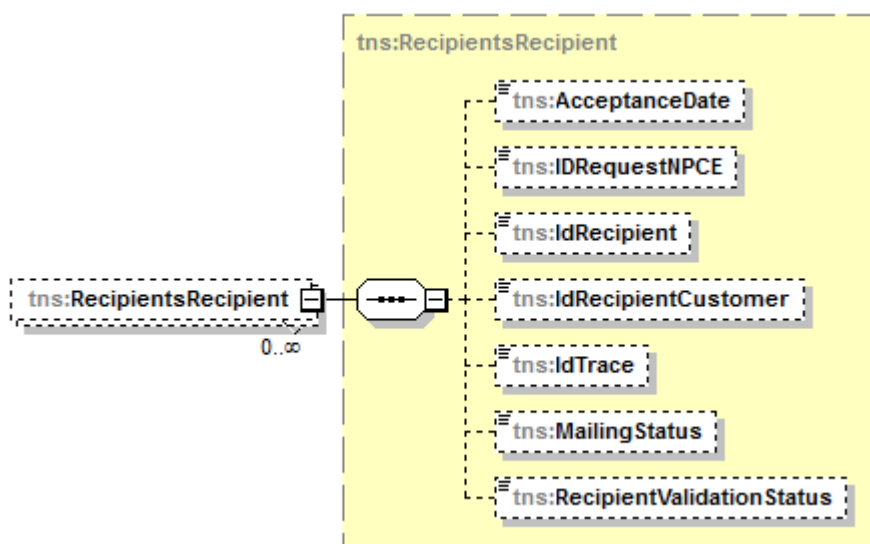 tns:RecipientsRecipient
tns:AcceptanceDate
tns:IDRequestNPCE
tns:IdRecipient
tns:RecipientsRecipient
0..∞
tns:IdRecipientCustomer
tns:IdTrace
tns:MailingStatus
tns:RecipientValidationStatus